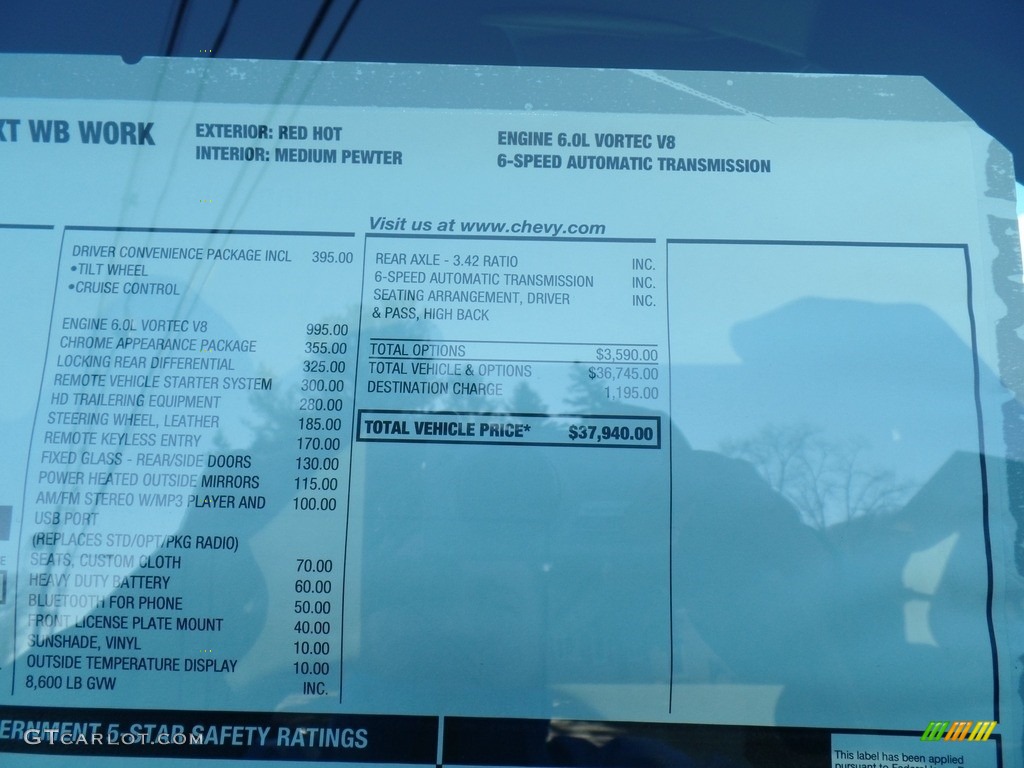 XT WB WORK
EXTERIOR: RED HOT
INTERIOR: MEDIUM PEWTER
ENGINE 6.0L VORTEC V8
6-SPEED AUTOMATIC TRANSMISSION
Visit us at www.chevy.com
DRIVER CONVENIENCE PACKAGE INCL 395.00
•TILT WHEEL
•CRUISE CONTROL
ENGINE 6.0L VORTEC V8 995.00
CHROME APPEARANCE PACKAGE 355.00
LOCKING REAR DIFFERENTIAL 325.00
REMOTE VEHICLE STARTER SYSTEM 300.00
HD TRAILERING EQUIPMENT 280.00
STEERING WHEEL, LEATHER 185.00
REMOTE KEYLESS ENTRY 170.00
FIXED GLASS - REAR/SIDE DOORS 130.00
POWER HEATED OUTSIDE MIRRORS 115.00
AM/FM STEREO W/MP3 PLAYER AND 100.00
USB PORT
(REPLACES STD/OPT/PKG RADIO)
SEATS, CUSTOM CLOTH 70.00
HEAVY DUTY BATTERY 60.00
BLUETOOTH FOR PHONE 50.00
FRONT LICENSE PLATE MOUNT 40.00
SUNSHADE, VINYL 10.00
OUTSIDE TEMPERATURE DISPLAY 10.00
8,600 LB GVW INC.
REAR AXLE - 3.42 RATIO INC.
6-SPEED AUTOMATIC TRANSMISSION INC.
SEATING ARRANGEMENT, DRIVER INC.
& PASS, HIGH BACK
TOTAL OPTIONS $3,590.00
TOTAL VEHICLE & OPTIONS $36,745.00
DESTINATION CHARGE 1,195.00
TOTAL VEHICLE PRICE* $37,940.00
ERNMENT 5-STAR SAFETY RATINGS
GTcarlot.com
This label has been applied
pursuant to Federal